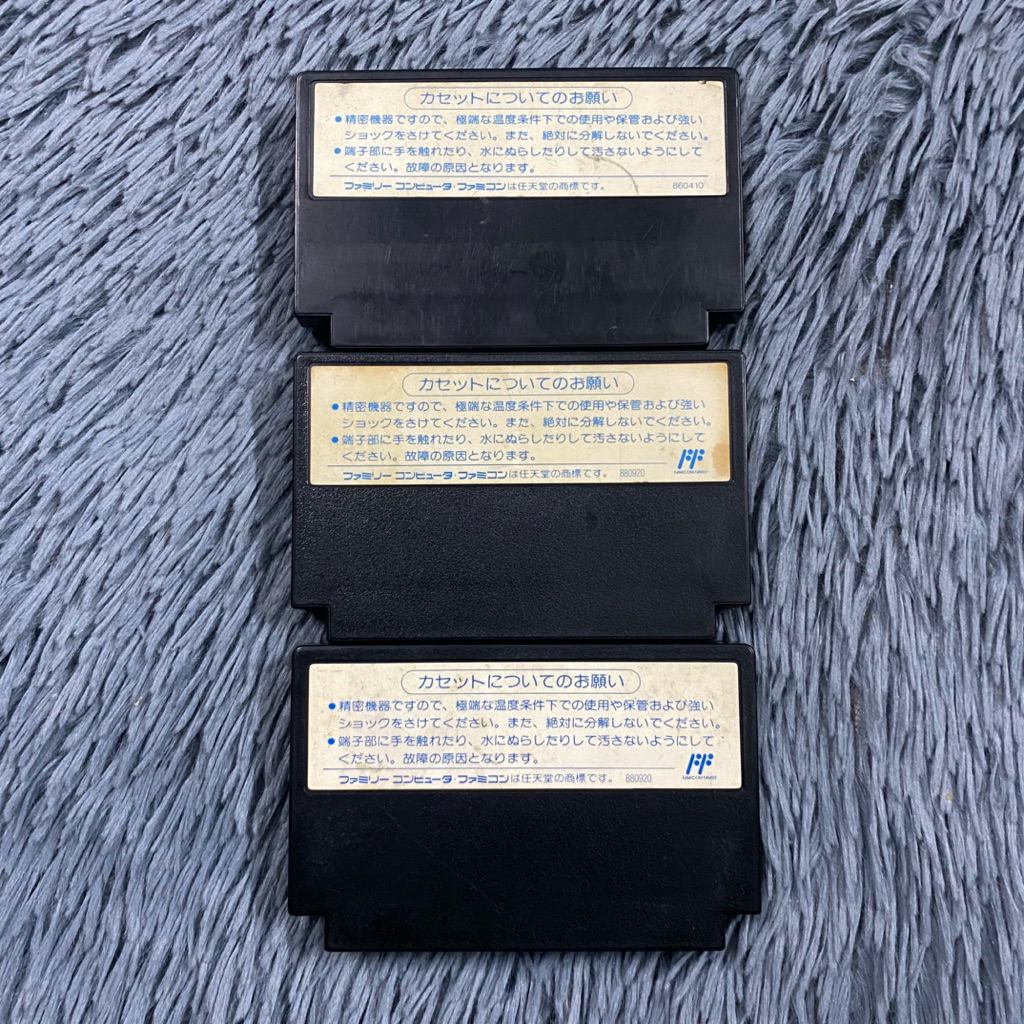 カセットについてのお願い
●精密機器ですので、極端な温度条件下での使用や保管および強い
ショックをさけてください。また、絶対に分解しないでください。
●端子部に手を触れたり、水にぬらしたりして汚さないようにして
ください。故障の原因となります。
ファミリー コンピュータ・ファミコンは任天堂の商標です。 860410
カセットについてのお願い
●精密機器ですので、極端な温度条件下での使用や保管および強い
ショックをさけてください。また、絶対に分解しないでください。
●端子部に手を触れたり、水にぬらしたりして汚さないようにして
ください。故障の原因となります。
FF
FAMICOM FAMILY
ファミリー コンピュータ・ファミコンは任天堂の商標です。 880920
カセットについてのお願い
●精密機器ですので、極端な温度条件下での使用や保管および強い
ショックをさけてください。また、絶対に分解しないでください。
●端子部に手を触れたり、水にぬらしたりして汚さないようにして
ください。故障の原因となります。
FF
FAMICOM FAMILY
ファミリー コンピュータ・ファミコンは任天堂の商標です。 880920